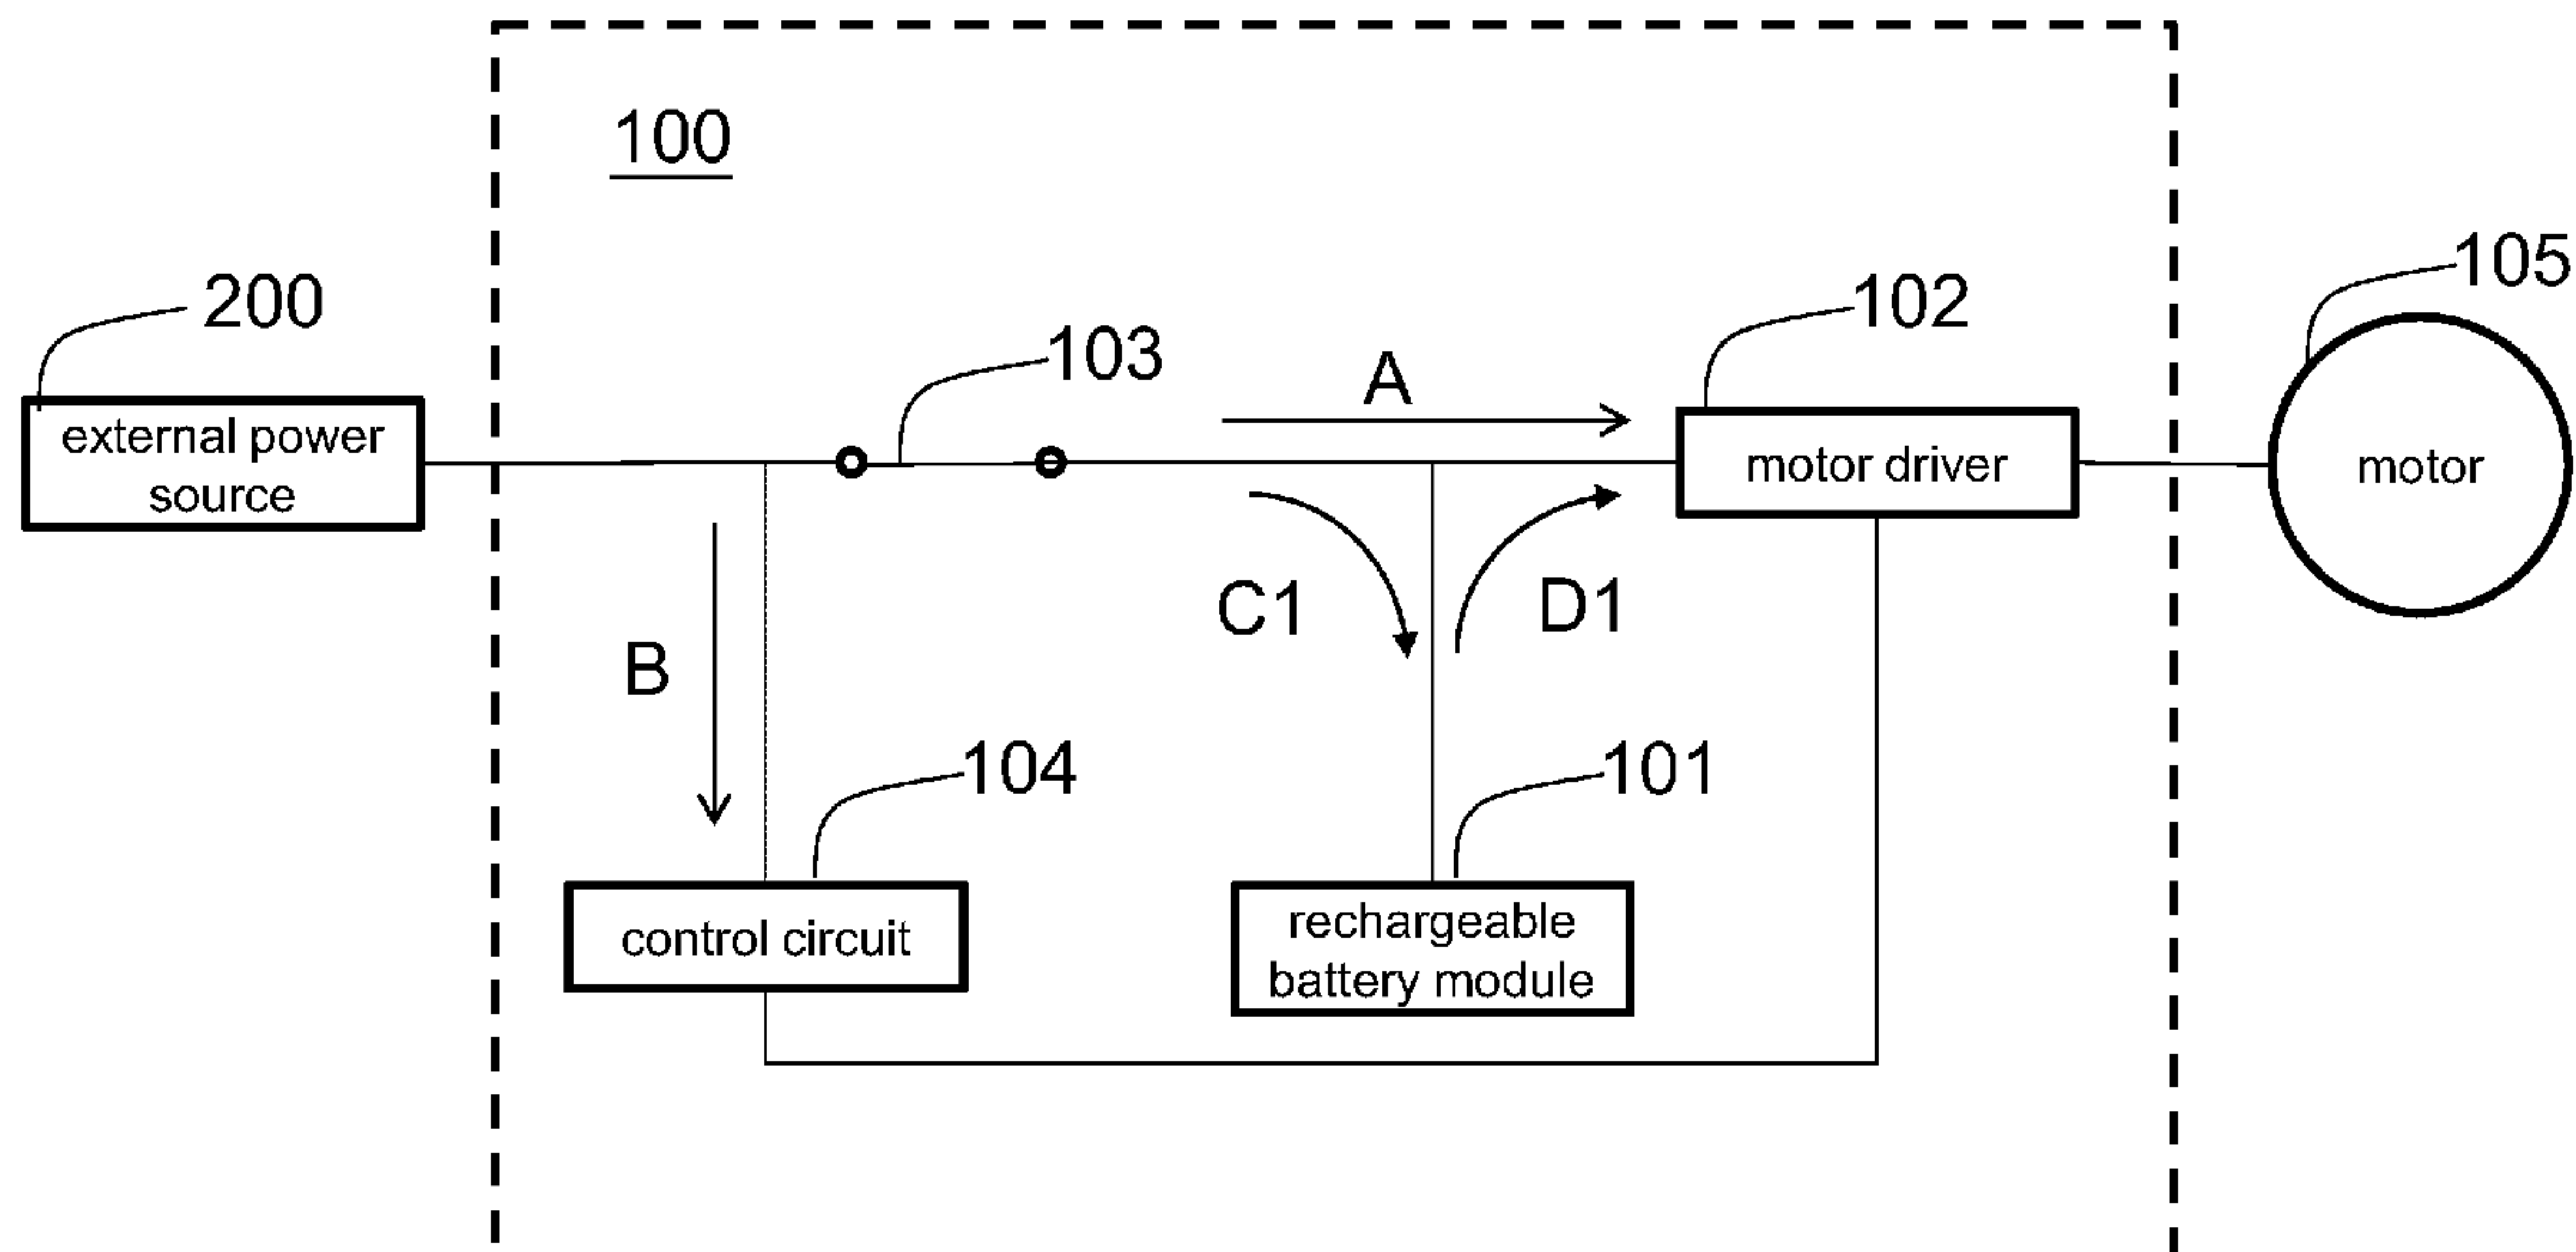 100
200
103
A
102
105
external power
source
motor driver
motor
C1
D1
B
104
101
control circuit
rechargeable
battery module